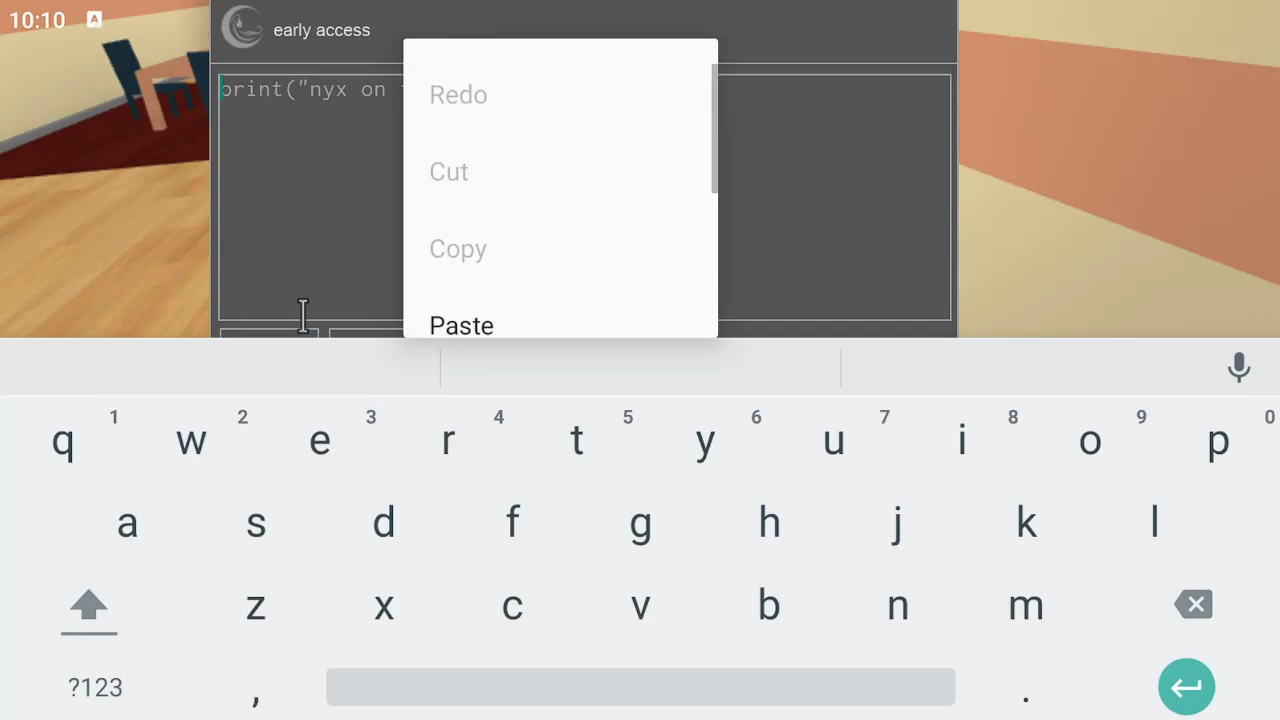 10:10 A
early access
print("nyx on
Redo
Cut
Copy
Paste
1 2 3 4 5 6 7 8 9 0
q w e r t y u i o p
a s d f g h j k l
z x c v b n m
?123 , .